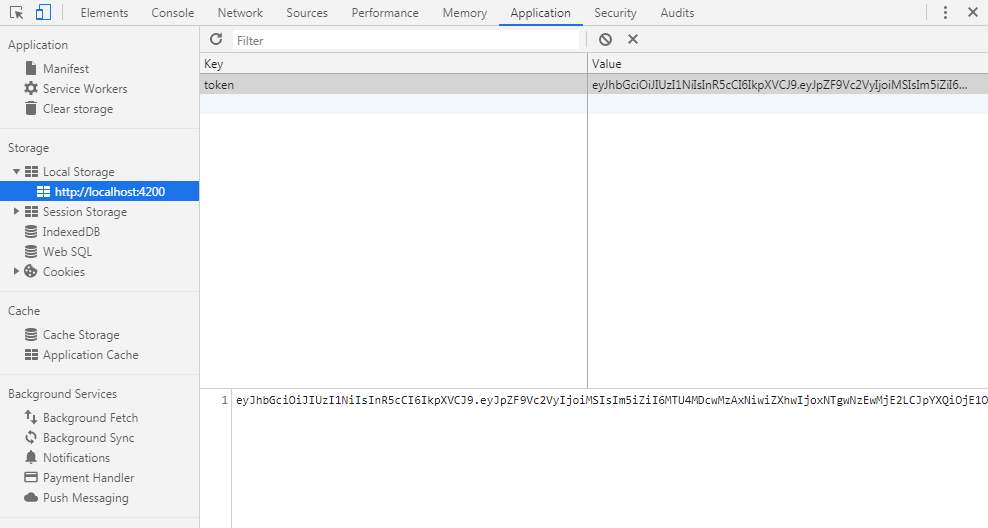 Elements Console Network Sources Performance Memory Application Security Audits
Application
Manifest
Service Workers
Clear storage
Storage
Local Storage
http://localhost:4200
Session Storage
IndexedDB
Web SQL
Cookies
Cache
Cache Storage
Application Cache
Background Services
Background Fetch
Background Sync
Notifications
Payment Handler
Push Messaging
Filter
Key Value
token eyJhbGciOiJIUzI1NiIsInR5cCI6IkpXVCJ9.eyJpZF9Vc2VyIjoiMSIsIm5iZiI6...
1 eyJhbGciOiJIUzI1NiIsInR5cCI6IkpXVCJ9.eyJpZF9Vc2VyIjoiMSIsIm5iZiI6MTU4MDcwMzAxNiwiZXhwIjoxNTgwNzEwMjE2LCJpYXQiOjE1O